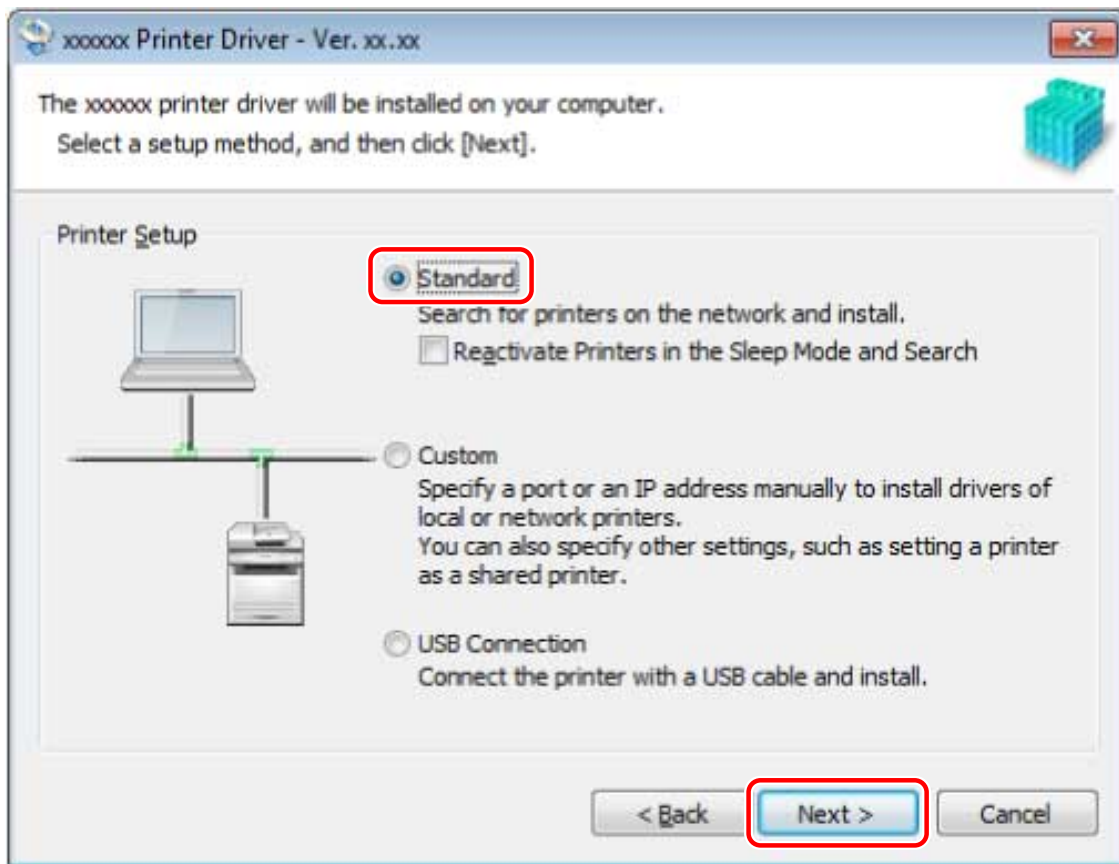 xxxxxx Printer Driver - Ver. xx.xx
The xxxxxx printer driver will be installed on your computer.
Select a setup method, and then click [Next].
Printer Setup
Standard
Search for printers on the network and install.
Reactivate Printers in the Sleep Mode and Search
Custom
Specify a port or an IP address manually to install drivers of
local or network printers.
You can also specify other settings, such as setting a printer
as a shared printer.
USB Connection
Connect the printer with a USB cable and install.
< Back
Next >
Cancel